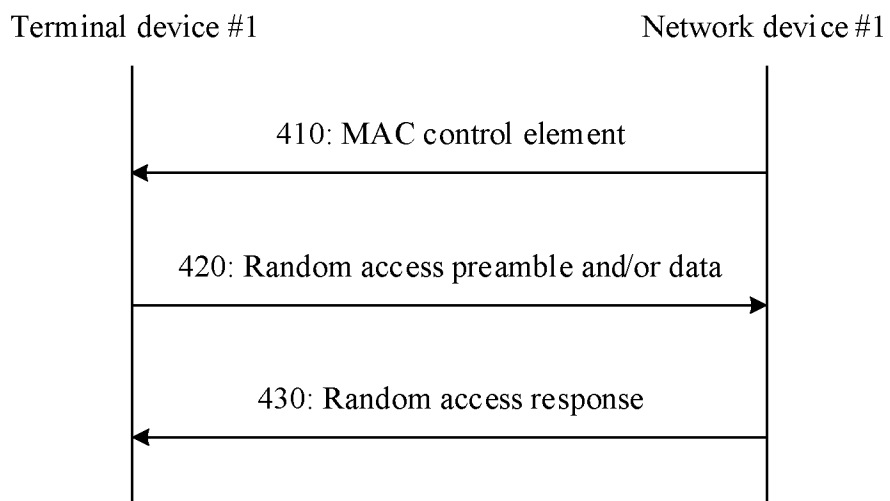 Terminal device #1
Network device #1
410: MAC control element
420: Random access preamble and/or data
430: Random access response